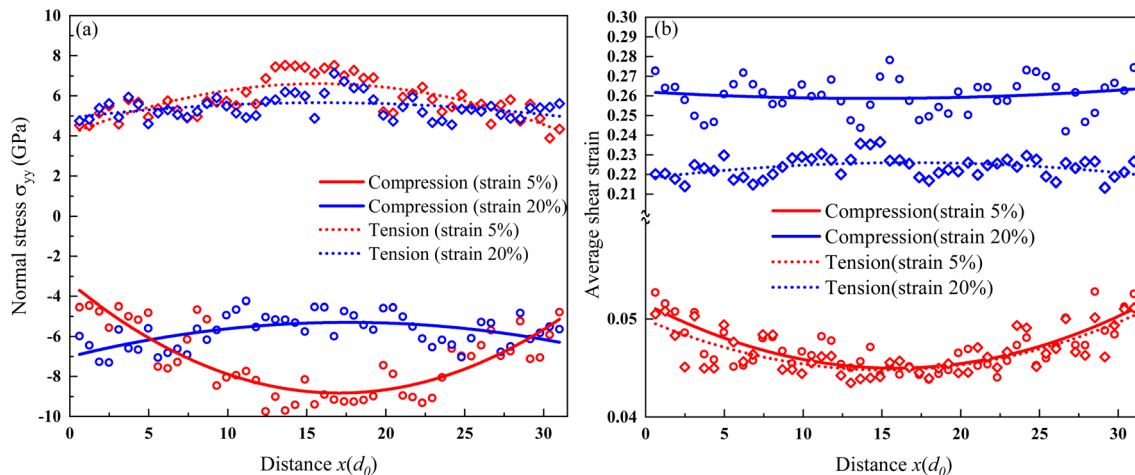 (a)
10
8
6
4
2
0
-2
-4
-6
-8
-10
Normal stress σyy (GPa)
Compression (strain 5%)
Compression (strain 20%)
Tension (strain 5%)
Tension (strain 20%)
0 5 10 15 20 25 30
Distance x(d0)
(b)
0.30
0.29
0.28
0.27
0.26
0.25
0.24
0.23
0.22
0.21
0.20
0.05
0.04
Average shear strain
Compression(strain 5%)
Compression(strain 20%)
Tension(strain 5%)
Tension(strain 20%)
0 5 10 15 20 25 30
Distance x(d0)